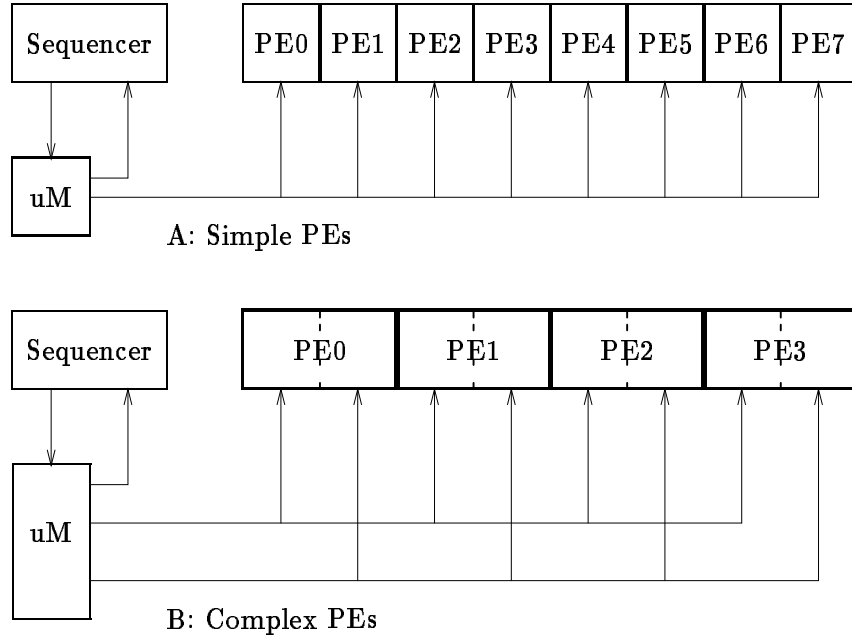 Sequencer PE0 PE1 PE2 PE3 PE4 PE5 PE6 PE7
uM
A: Simple PEs
Sequencer PE0 PE1 PE2 PE3
uM
B: Complex PEs